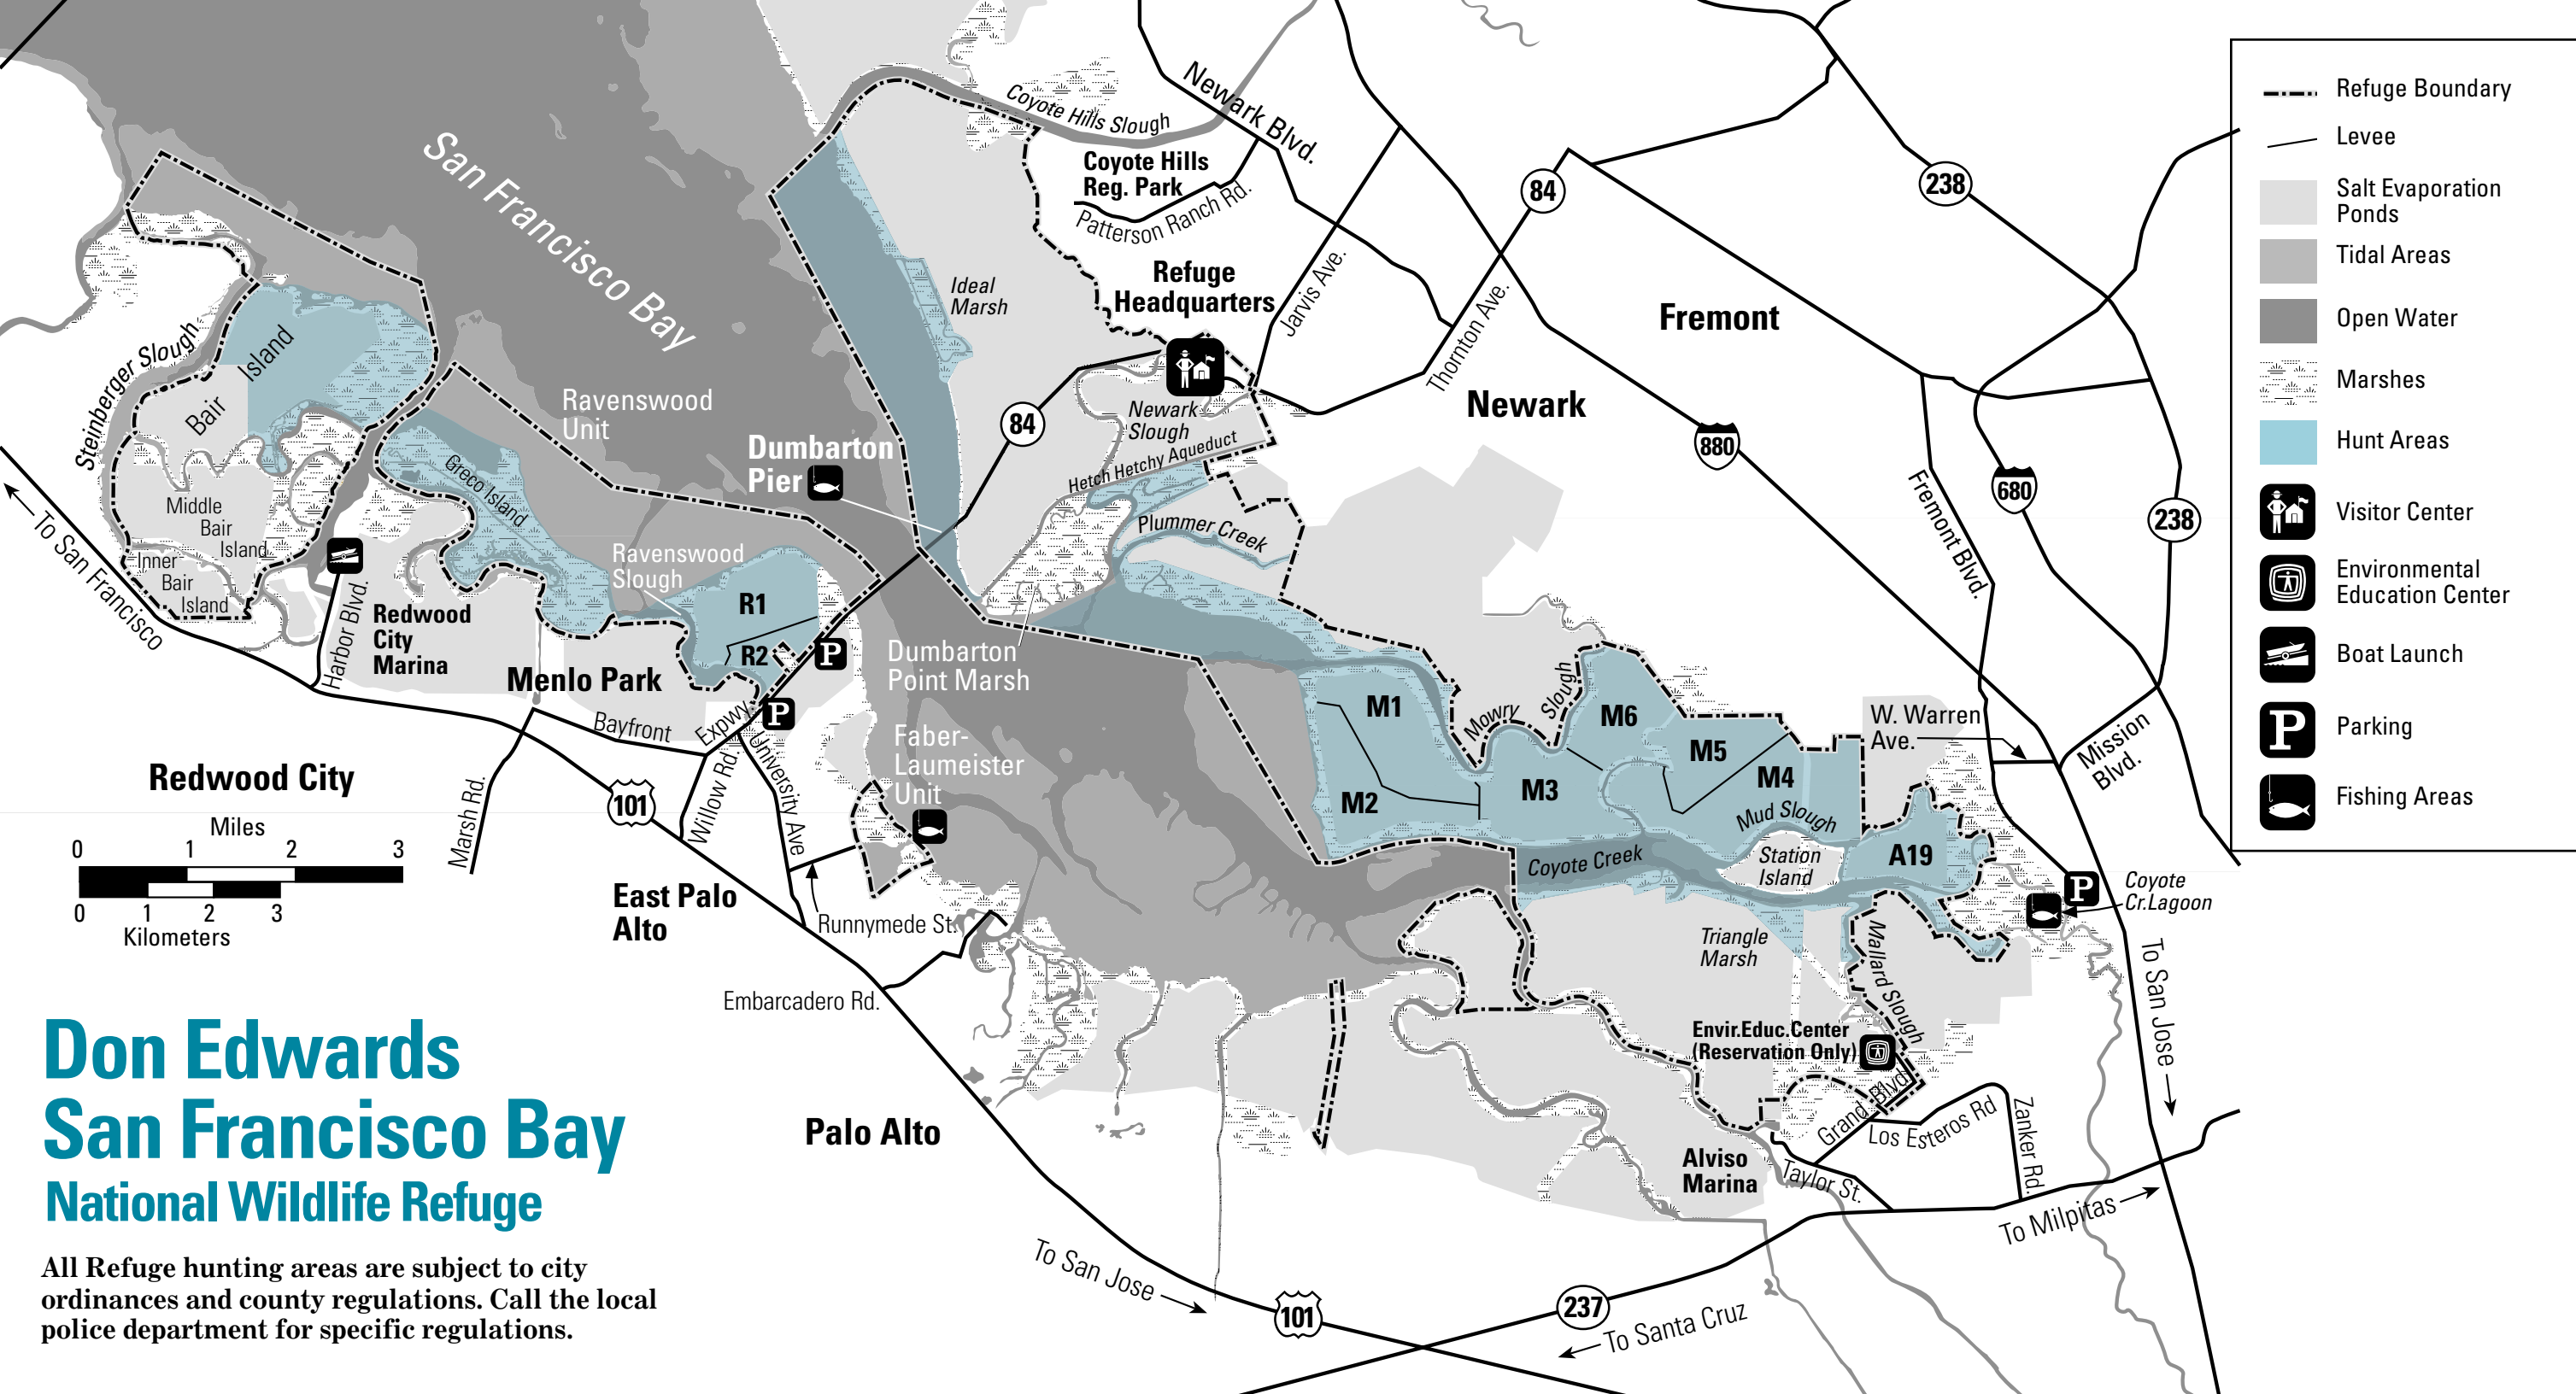 San Francisco Bay
Coyote Hills Slough
Newark Blvd.
Coyote Hills
Reg. Park
Patterson Ranch Rd.
Refuge
Headquarters
Jarvis Ave.
Thornton Ave.
84
238
Fremont
Newark
880
680
238
Fremont Blvd.
Ideal
Marsh
84
Newark
Slough
Hetch Hetchy Aqueduct
Plummer Creek
Steinberger Slough
Island
Bair
Middle
Bair
Island
Inner
Bair
Island
To San Francisco
Harbor Blvd.
Redwood
City
Marina
Greco Island
Ravenswood
Unit
Dumbarton
Pier
Ravenswood
Slough
R1
R2
P
P
Menlo Park
Bayfront
Expwy.
Willow Rd.
University Ave
Marsh Rd.
101
Redwood City
Miles
0 1 2 3
0 1 2 3
Kilometers
East Palo
Alto
Runnymede St.
Embarcadero Rd.
Palo Alto
Dumbarton
Point Marsh
Faber-
Laumeister
Unit
M1
M2
M3
M4
M5
M6
Mowry
Slough
Mud Slough
Coyote Creek
Station
Island
A19
W. Warren
Ave.
Mission
Blvd.
P
Coyote
Cr.Lagoon
Triangle
Marsh
Mallard Slough
Envir.Educ.Center
(Reservation Only)
Grand Blvd
Los Esteros Rd
Zanker Rd.
Alviso
Marina
Taylor St.
To Milpitas
To San Jose
To San Jose
101
237
To Santa Cruz
Don Edwards
San Francisco Bay
National Wildlife Refuge
All Refuge hunting areas are subject to city
ordinances and county regulations. Call the local
police department for specific regulations.
Refuge Boundary
Levee
Salt Evaporation
Ponds
Tidal Areas
Open Water
Marshes
Hunt Areas
Visitor Center
Environmental
Education Center
Boat Launch
P
Parking
Fishing Areas